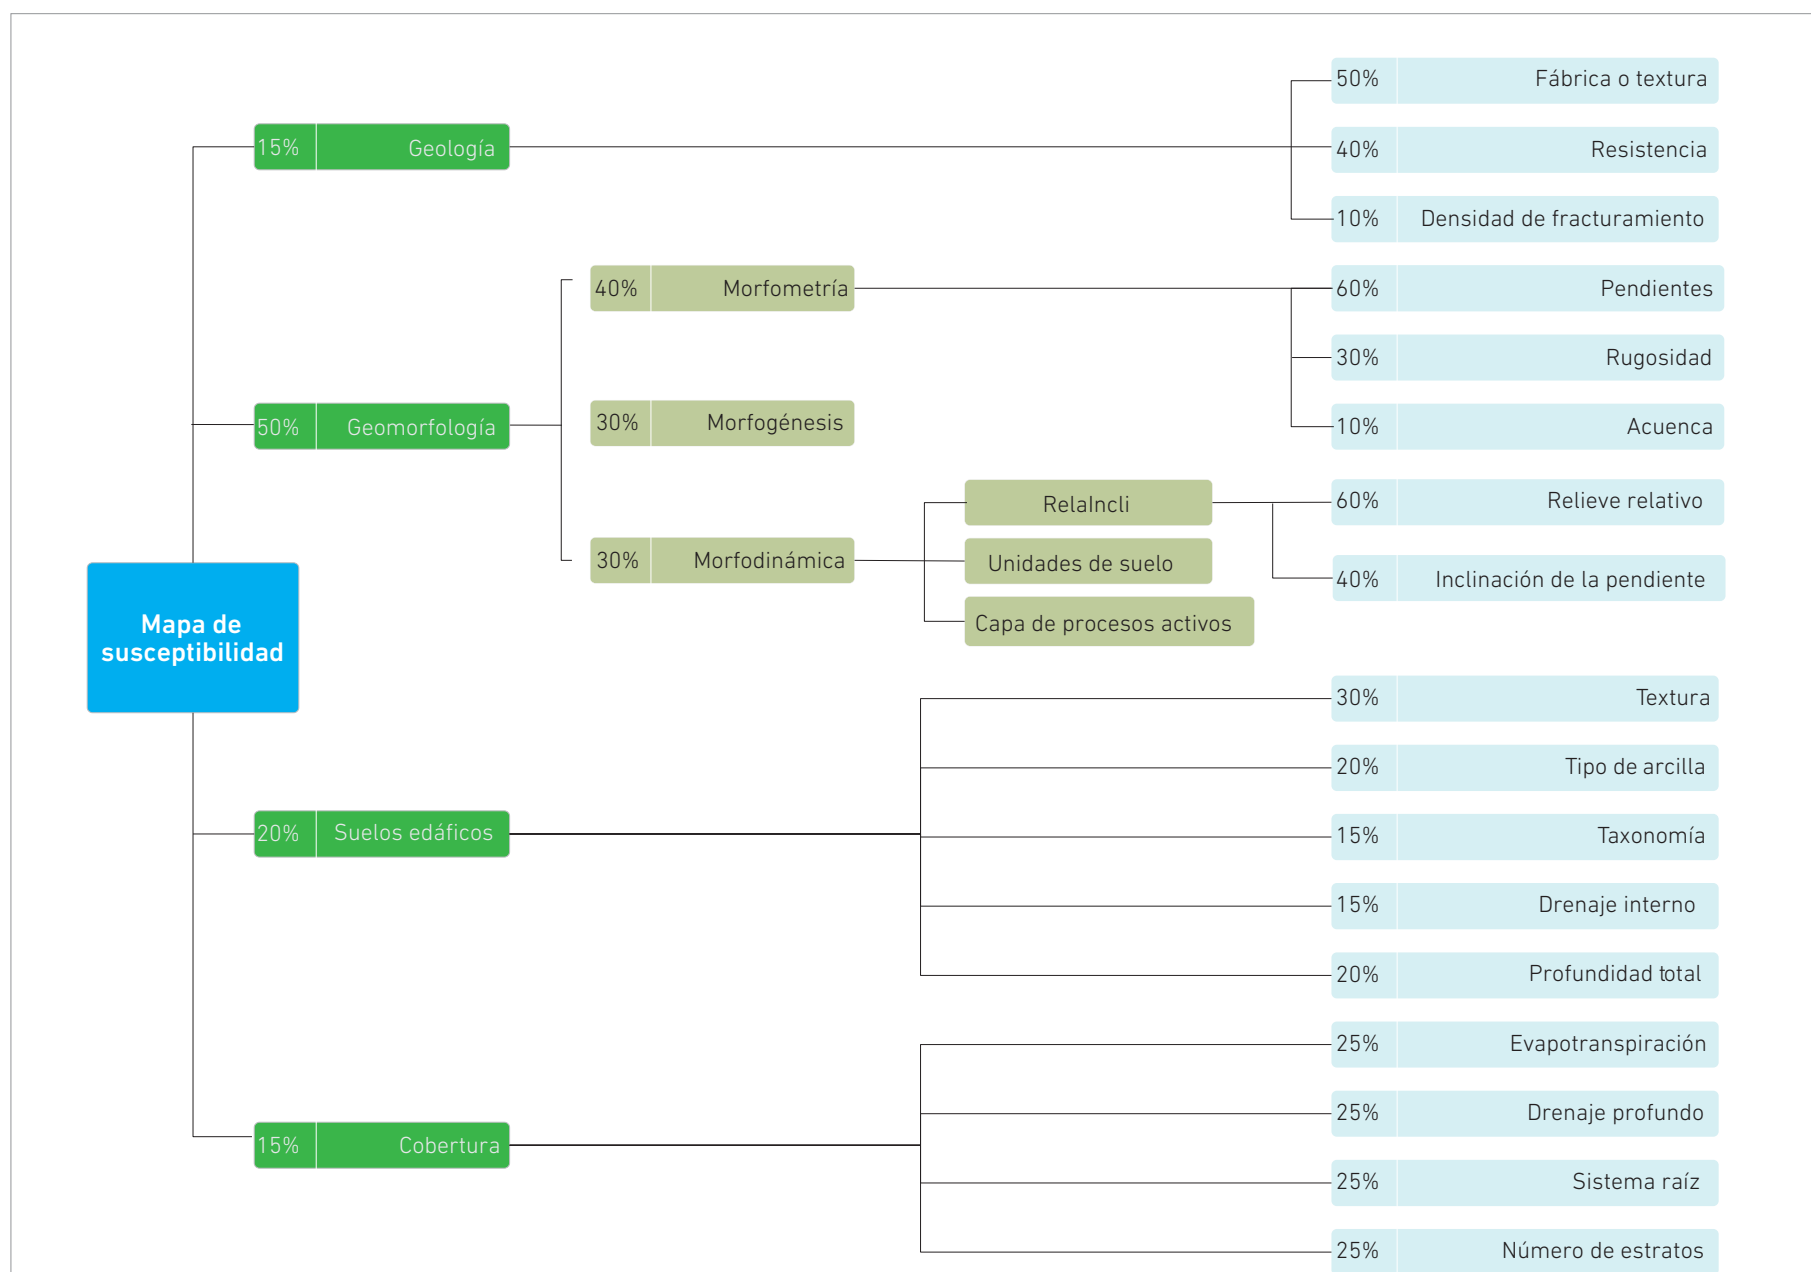 50% Fábrica o textura
15% Geología
40% Resistencia
10% Densidad de fracturamiento
40% Morfometría
60% Pendientes
30% Rugosidad
50% Geomorfología
30% Morfogénesis
10% Acuenca
RelaIncli
60% Relieve relativo
30% Morfodinámica
Unidades de suelo
40% Inclinación de la pendiente
Capa de procesos activos
Mapa de
susceptibilidad
30% Textura
20% Tipo de arcilla
20% Suelos edáficos
15% Taxonomía
15% Drenaje interno
20% Profundidad total
25% Evapotranspiración
25% Drenaje profundo
15% Cobertura
25% Sistema raíz
25% Número de estratos